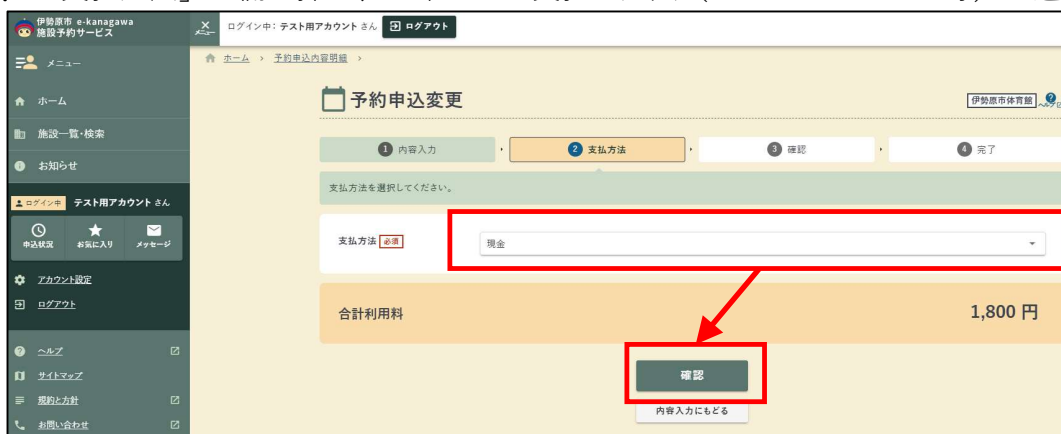 伊勢原市 e-kanagawa
施設予約サービス
メニュー
ログイン中: テスト用アカウント さん
ログアウト
メニュー
ホーム
施設一覧・検索
お知らせ
ログイン中 テスト用アカウント さん
申込状況
お気に入り
メッセージ
アカウント設定
ログアウト
ヘルプ
サイトマップ
規約と方針
お問い合わせ
ホーム > 予約申込内容明細 >
予約申込変更
伊勢原市体育館
1 内容入力
2 支払方法
3 確認
4 完了
支払方法を選択してください。
支払方法 必須
現金
合計利用料
1,800 円
確認
内容入力にもどる